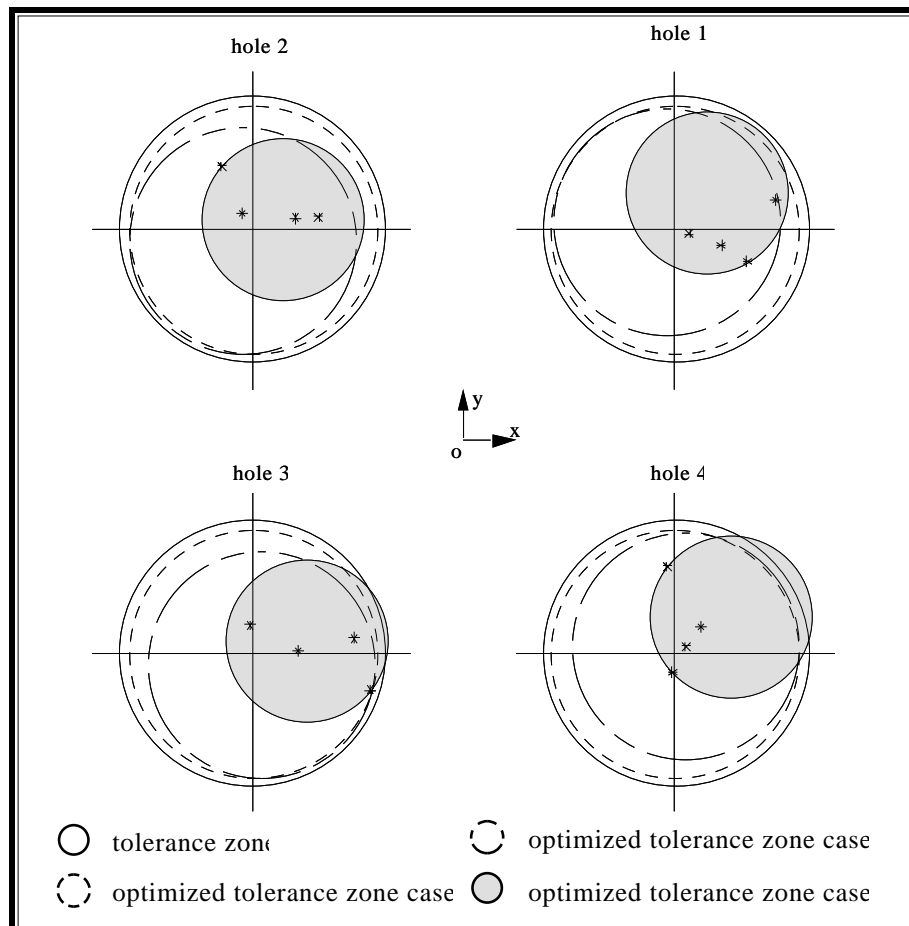 hole 2
hole 1
y
x
o
hole 3
hole 4
tolerance zone
optimized tolerance zone case
optimized tolerance zone case
optimized tolerance zone case